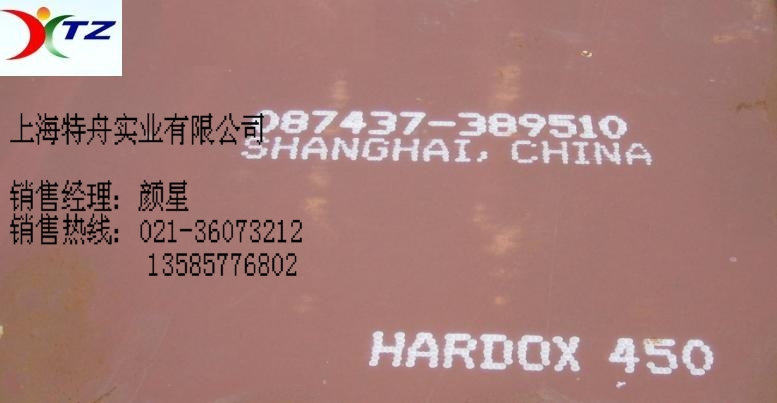 TZ
上海特舟实业有限公司
087437-389510
SHANGHAI, CHINA
销售经理: 颜星
销售热线: 021-36073212
13585776802
HARDOX 450